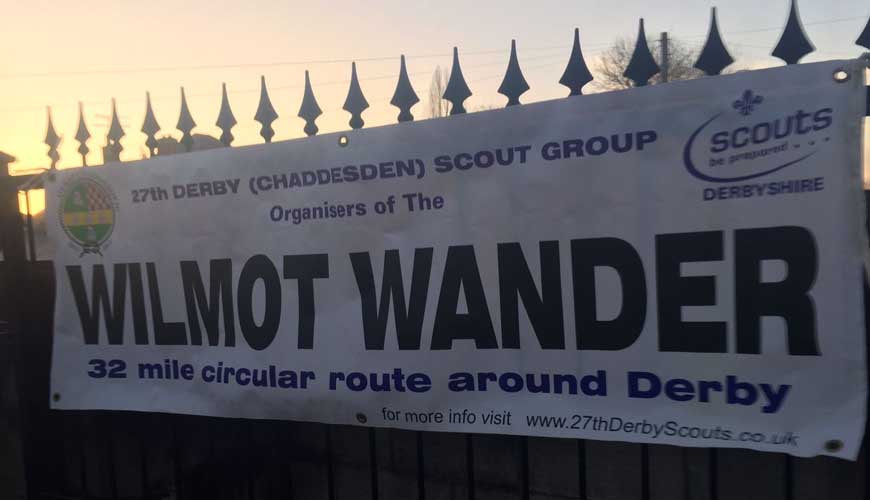 27th DERBY (CHADDESDEN) SCOUT GROUP
Organisers of The
WILMOT WANDER
32 mile circular route around Derby
for more info visit www.27thDerbyScouts.co.uk
scouts
be prepared...
DERBYSHIRE